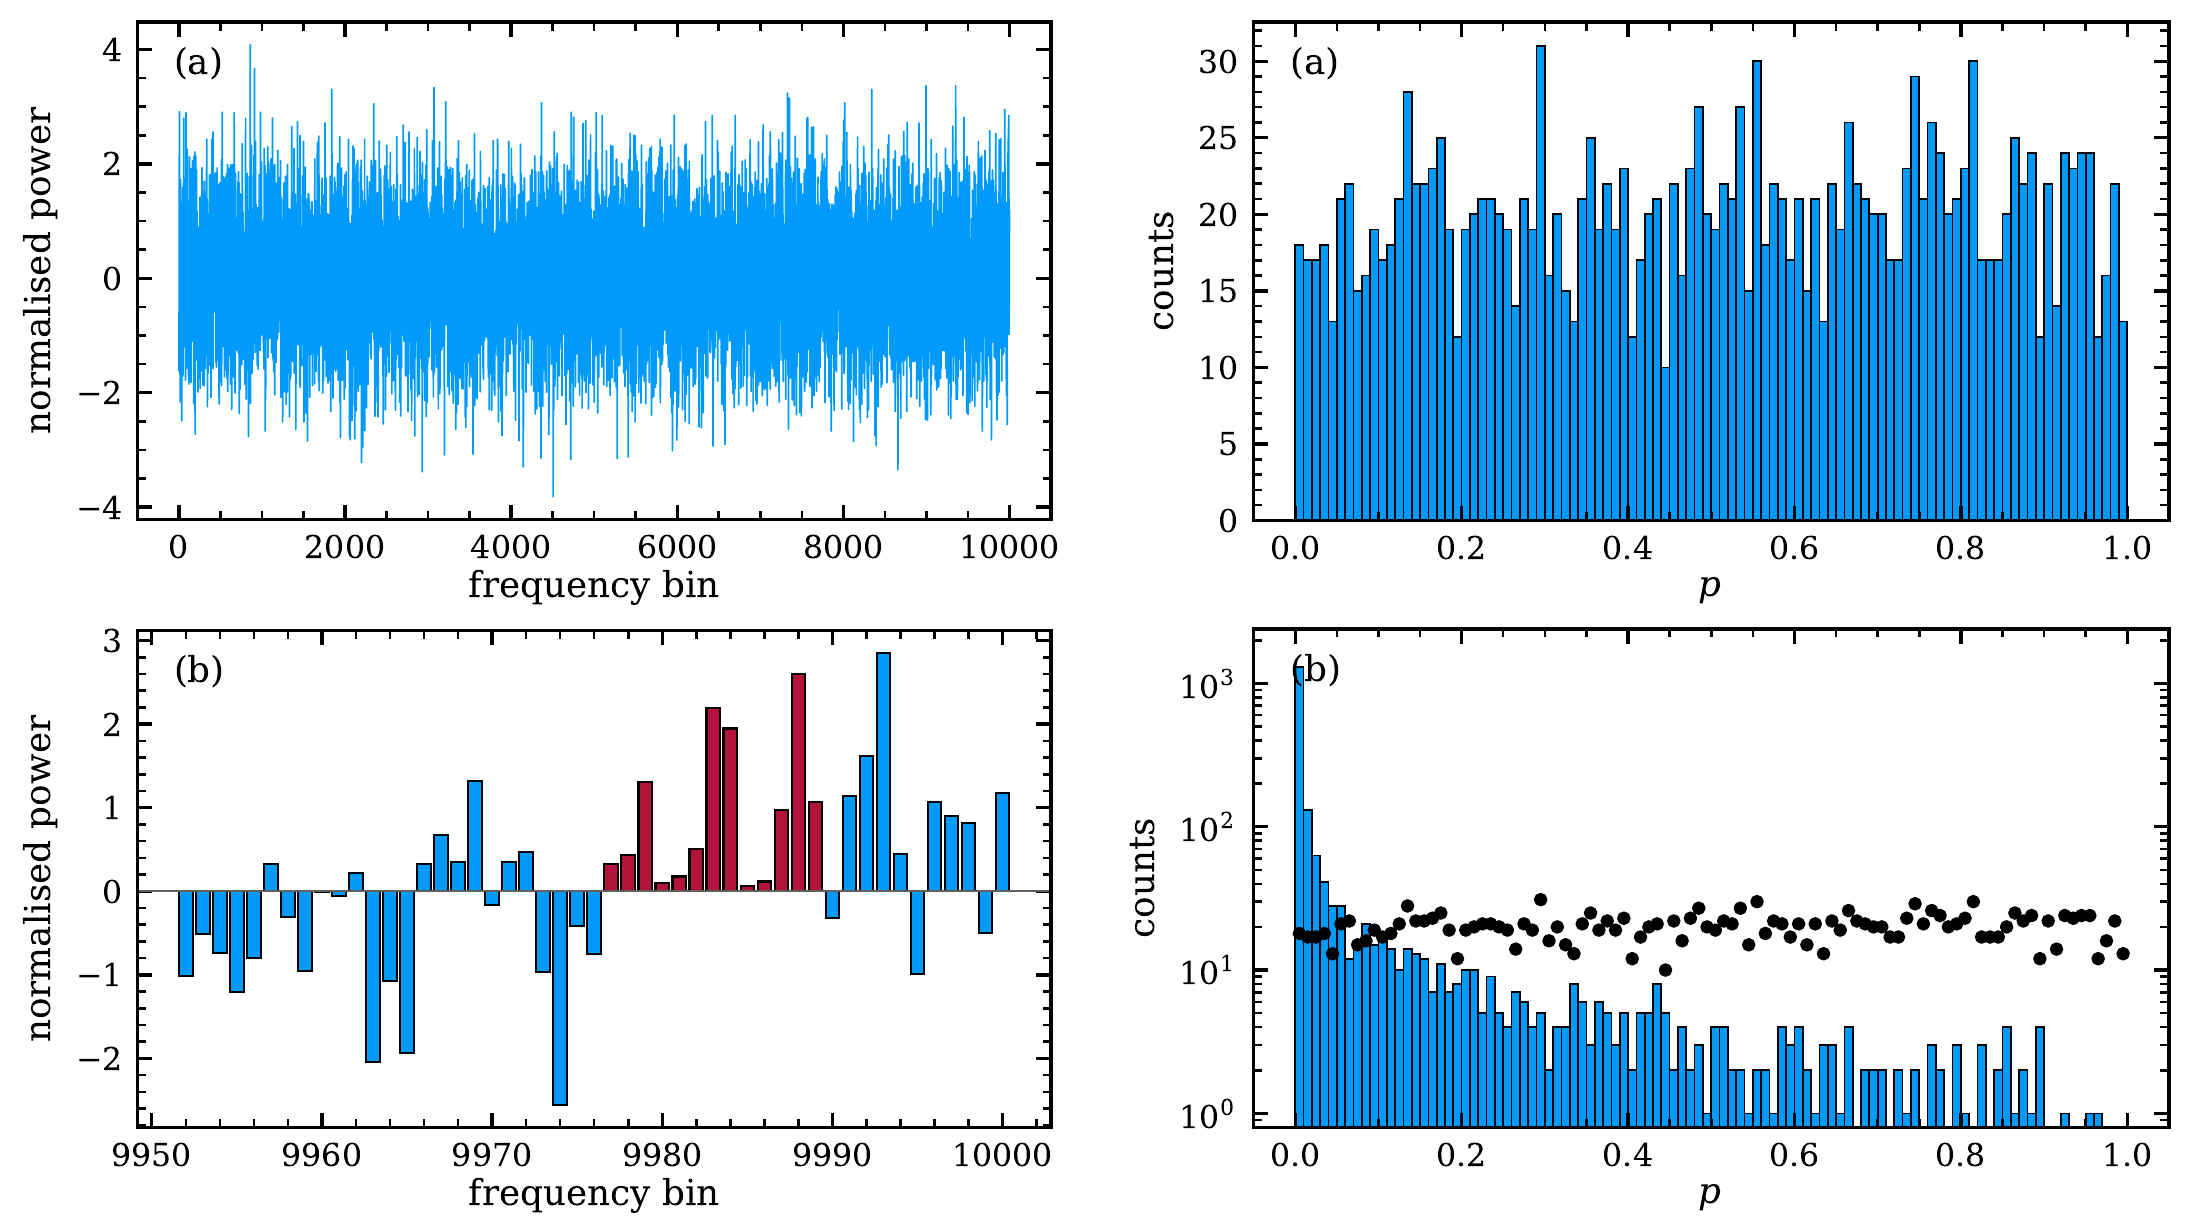 (a)
normalised power
4
2
0
−2
−4
0 2000 4000 6000 8000 10000
frequency bin
(a)
counts
30
25
20
15
10
5
0
0.0 0.2 0.4 0.6 0.8 1.0
p
(b)
normalised power
3
2
1
0
−1
−2
9950 9960 9970 9980 9990 10000
frequency bin
(b)
counts
10³
10²
10¹
10⁰
0.0 0.2 0.4 0.6 0.8 1.0
p